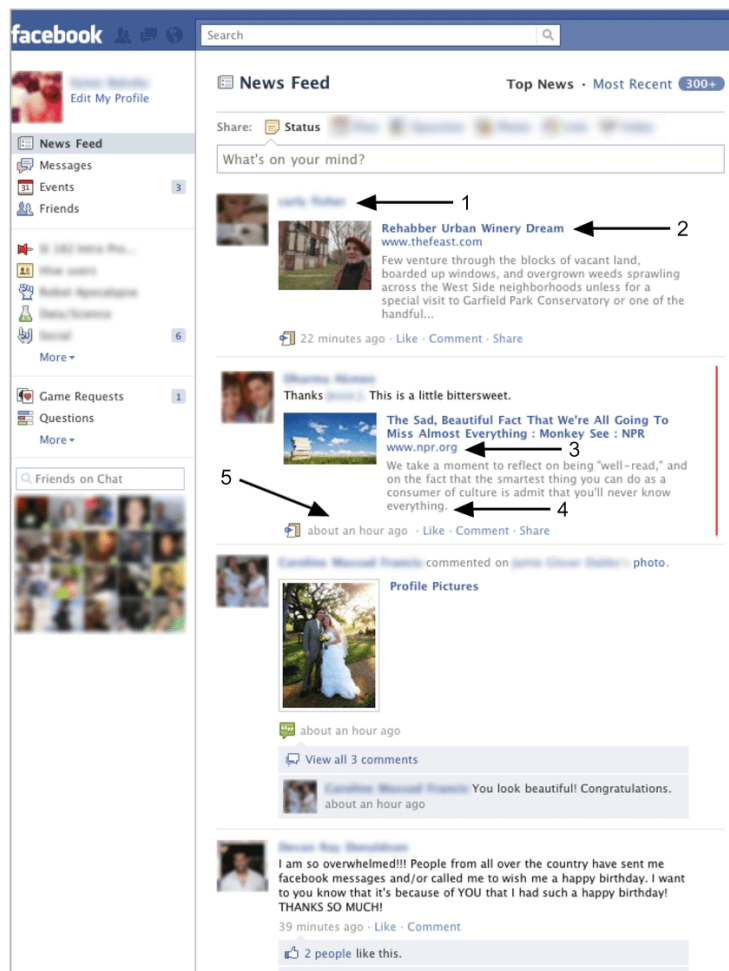 facebook
Search
Edit My Profile
News Feed
Messages
Events 3
Friends
6
More
Game Requests 1
Questions
More
Friends on Chat
News Feed
Top News · Most Recent 300+
Share: Status
What's on your mind?
1
Rehabber Urban Winery Dream
2
www.thefeast.com
Few venture through the blocks of vacant land,
boarded up windows, and overgrown weeds sprawling
across the West Side neighborhoods unless for a
special visit to Garfield Park Conservatory or one of the
handful...
22 minutes ago · Like · Comment · Share
Thanks This is a little bittersweet.
The Sad, Beautiful Fact That We're All Going To
Miss Almost Everything : Monkey See : NPR
www.npr.org
3
We take a moment to reflect on being "well-read," and
on the fact that the smartest thing you can do as a
consumer of culture is admit that you'll never know
everything.
4
5
about an hour ago · Like · Comment · Share
commented on photo.
Profile Pictures
about an hour ago
View all 3 comments
You look beautiful! Congratulations.
about an hour ago
I am so overwhelmed!!! People from all over the country have sent me
facebook messages and/or called me to wish me a happy birthday. I want
to you know that it's because of YOU that I had such a happy birthday!
THANKS SO MUCH!
39 minutes ago · Like · Comment
2 people like this.